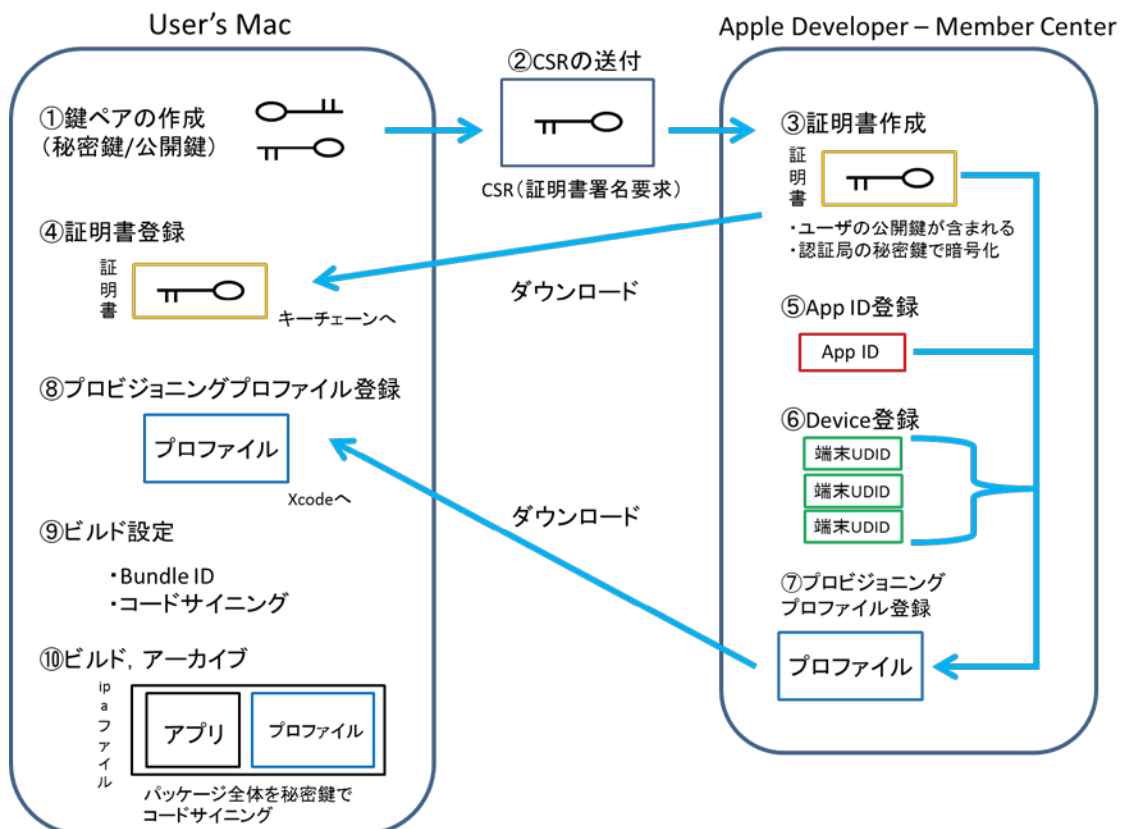 User's Mac
Apple Developer – Member Center
①鍵ペアの作成
(秘密鍵/公開鍵)
②CSRの送付
CSR(証明書署名要求)
③証明書作成
証明書
・ユーザの公開鍵が含まれる
・認証局の秘密鍵で暗号化
④証明書登録
証明書
キーチェーンへ
ダウンロード
⑤App ID登録
App ID
⑥Device登録
端末UDID
端末UDID
端末UDID
⑦プロビジョニング
プロファイル登録
プロファイル
ダウンロード
⑧プロビジョニングプロファイル登録
プロファイル
Xcodeへ
⑨ビルド設定
・Bundle ID
・コードサイニング
⑩ビルド, アーカイブ
ipaファイル
アプリ
プロファイル
パッケージ全体を秘密鍵で
コードサイニング